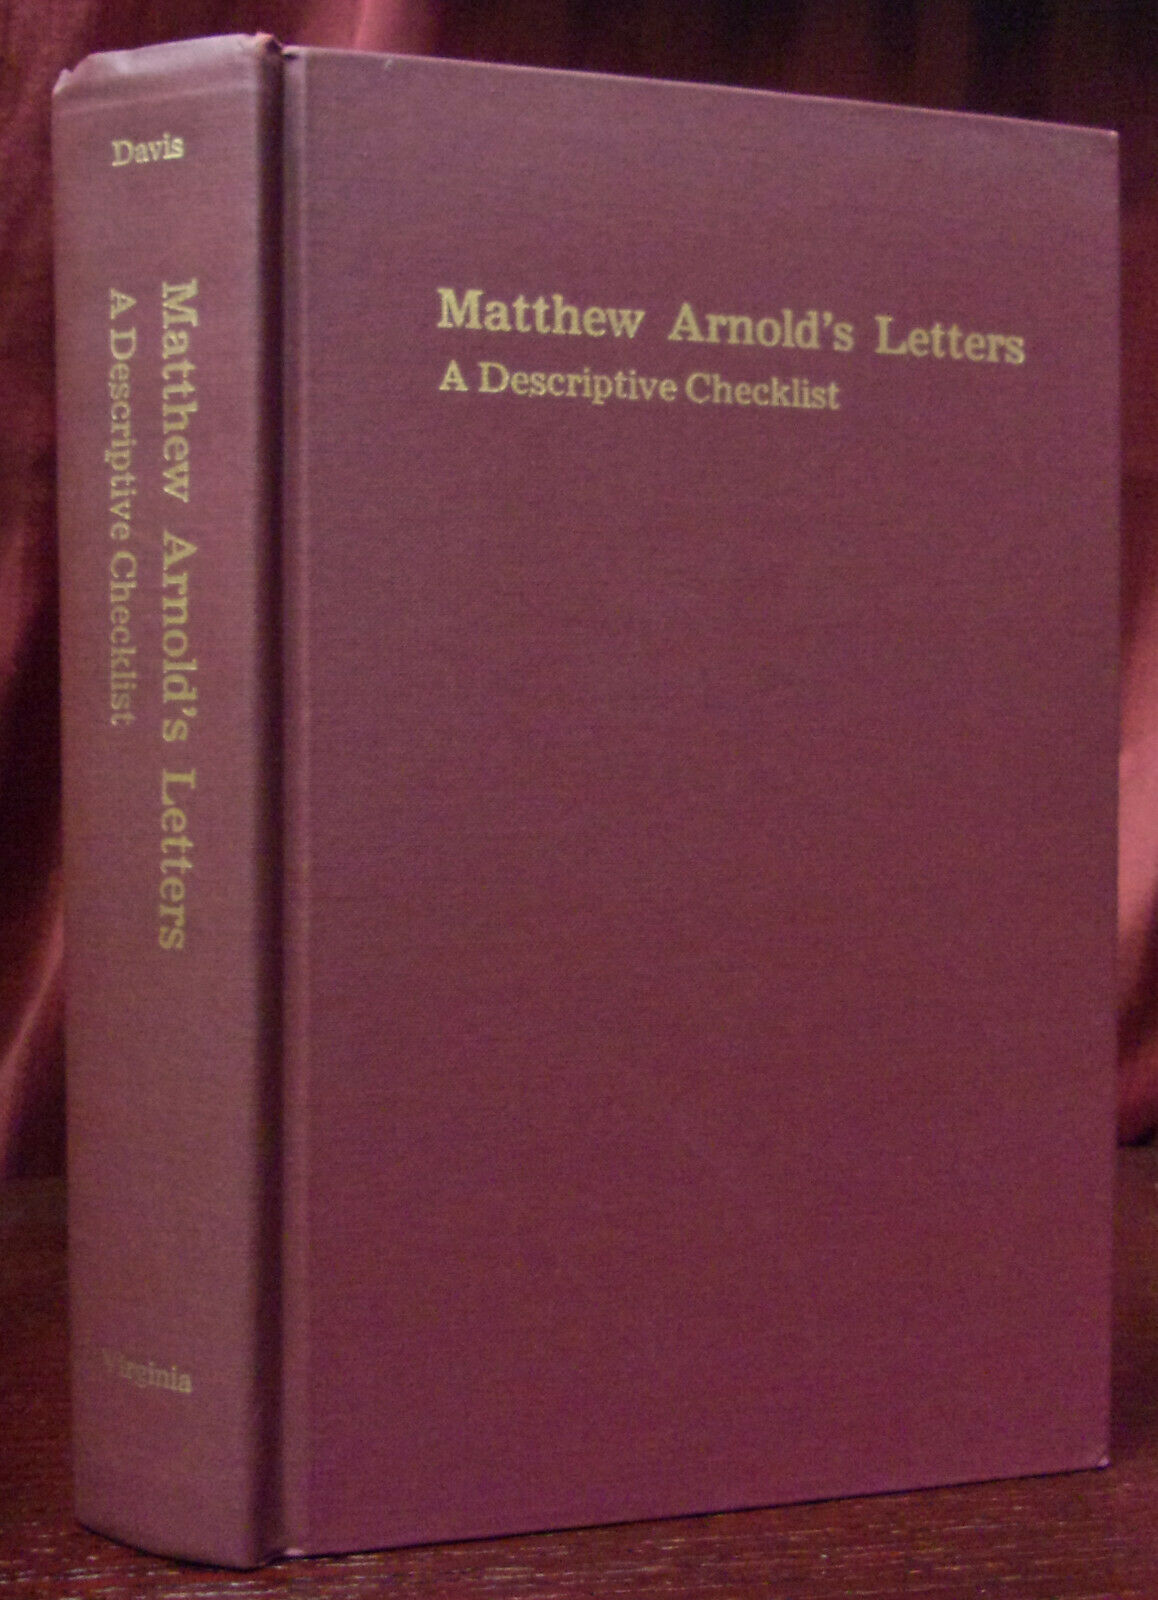 Davis
Matthew Arnold's Letters
A Descriptive Checklist
Virginia
Matthew Arnold's Letters
A Descriptive Checklist